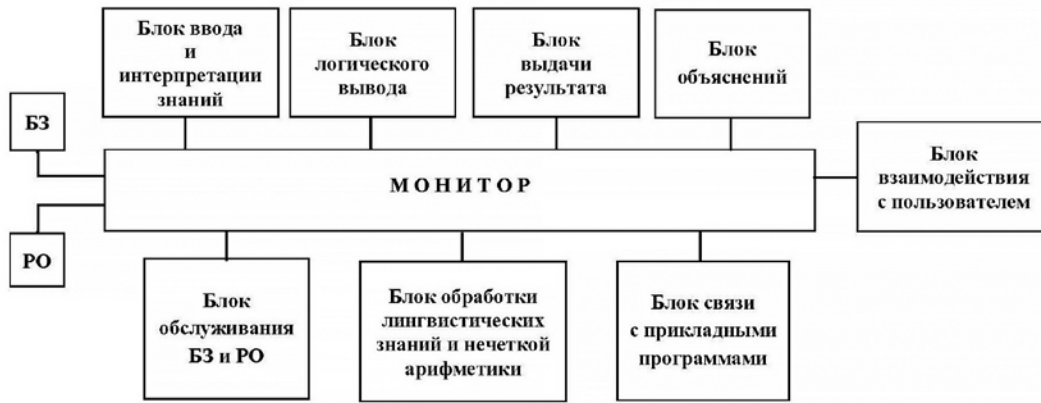 Блок ввода
и
интерпретации
знаний
Блок
логического
вывода
Блок
выдачи
результата
Блок
объяснений
БЗ
МОНИТОР
Блок
взаимодействия
с пользователем
РО
Блок
обслуживания
БЗ и РО
Блок обработки
лингвистических
знаний и нечеткой
арифметики
Блок связи
с прикладными
программами